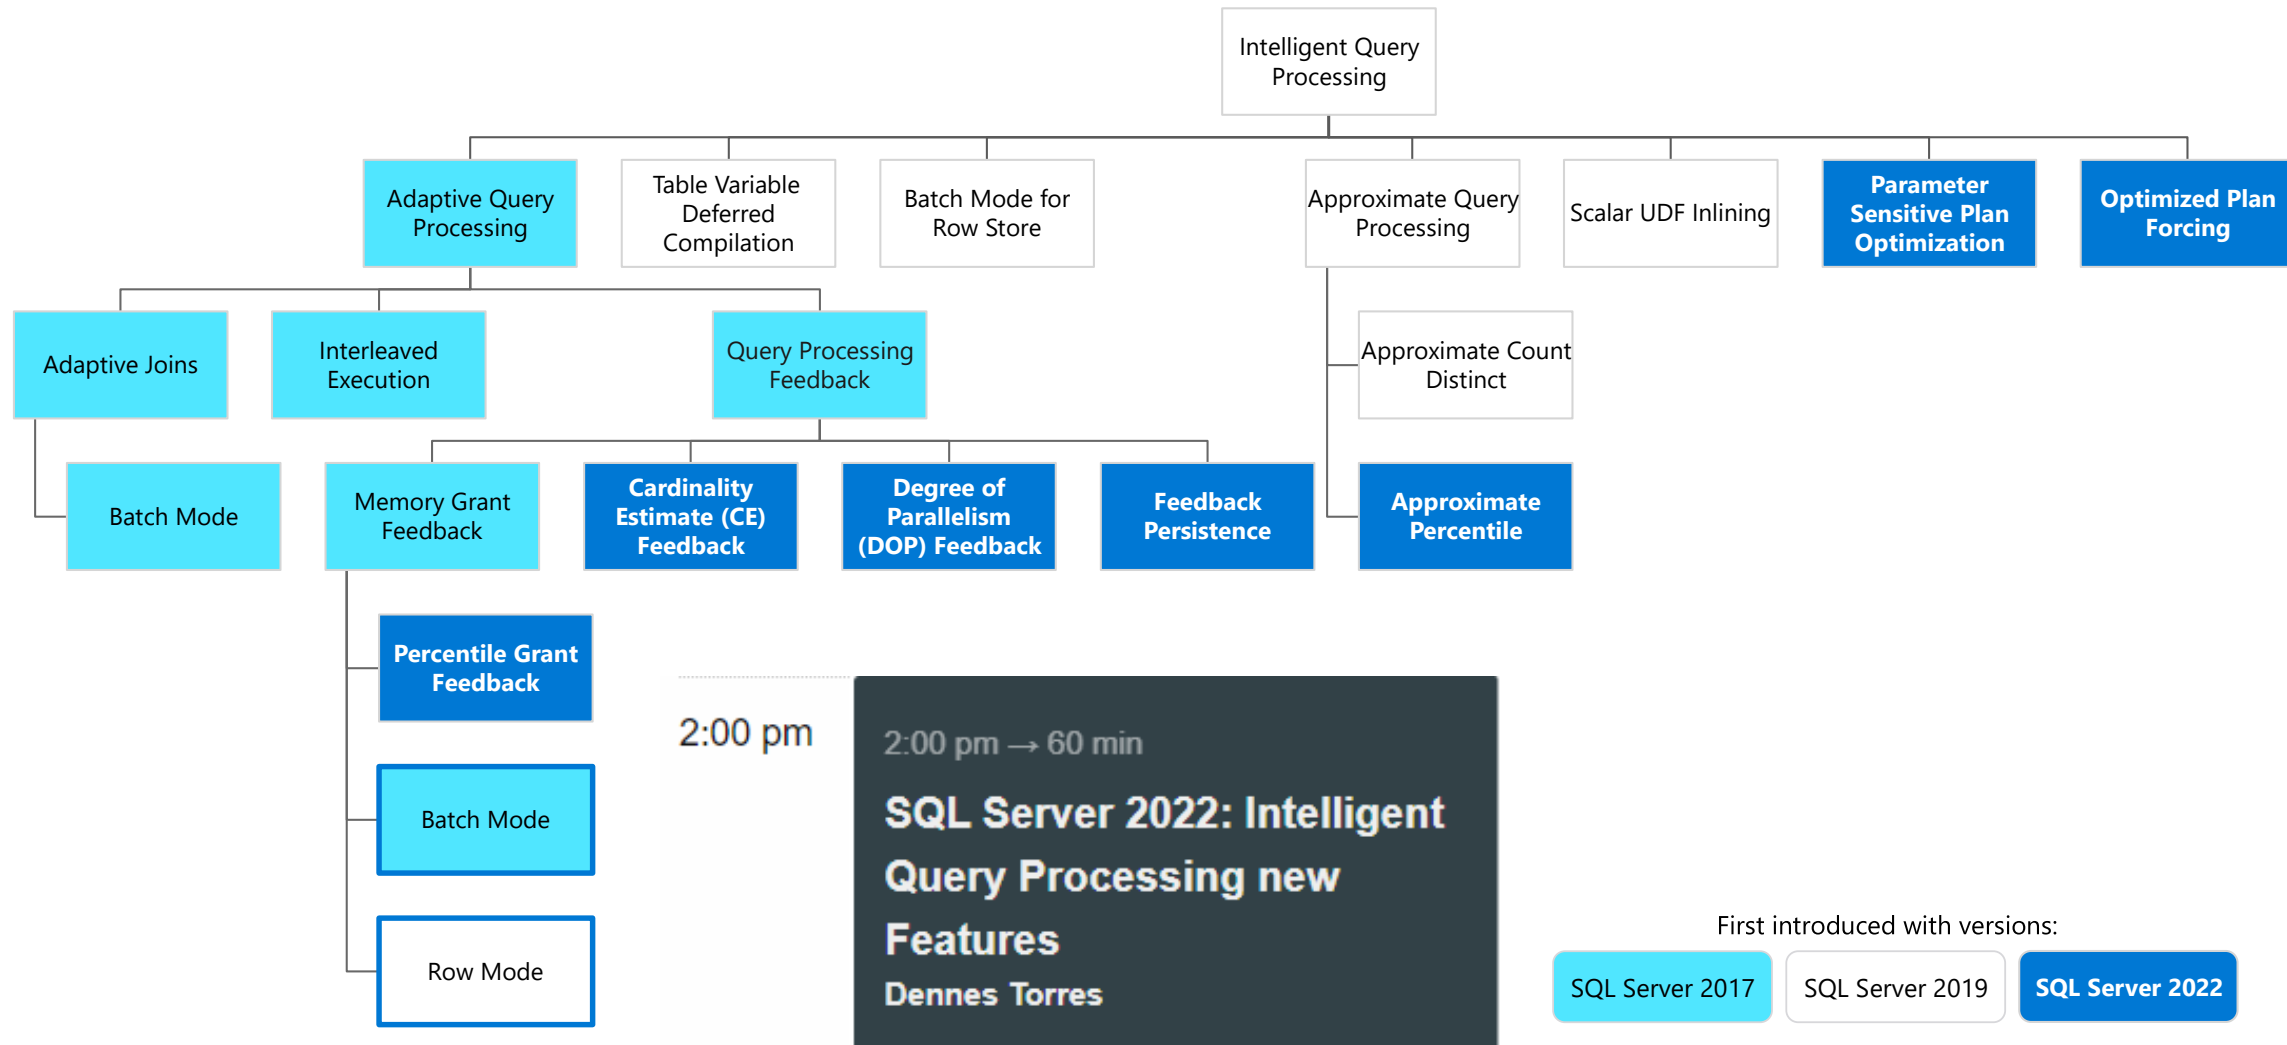 Intelligent Query
Processing
Adaptive Query
Processing
Table Variable
Deferred
Compilation
Batch Mode for
Row Store
Approximate Query
Processing
Scalar UDF Inlining
Parameter
Sensitive Plan
Optimization
Optimized Plan
Forcing
Adaptive Joins
Interleaved
Execution
Query Processing
Feedback
Approximate Count
Distinct
Batch Mode
Memory Grant
Feedback
Cardinality
Estimate (CE)
Feedback
Degree of
Parallelism
(DOP) Feedback
Feedback
Persistence
Approximate
Percentile
Percentile Grant
Feedback
Batch Mode
Row Mode
2:00 pm
2:00 pm → 60 min
SQL Server 2022: Intelligent
Query Processing new
Features
Dennes Torres
First introduced with versions:
SQL Server 2017
SQL Server 2019
SQL Server 2022